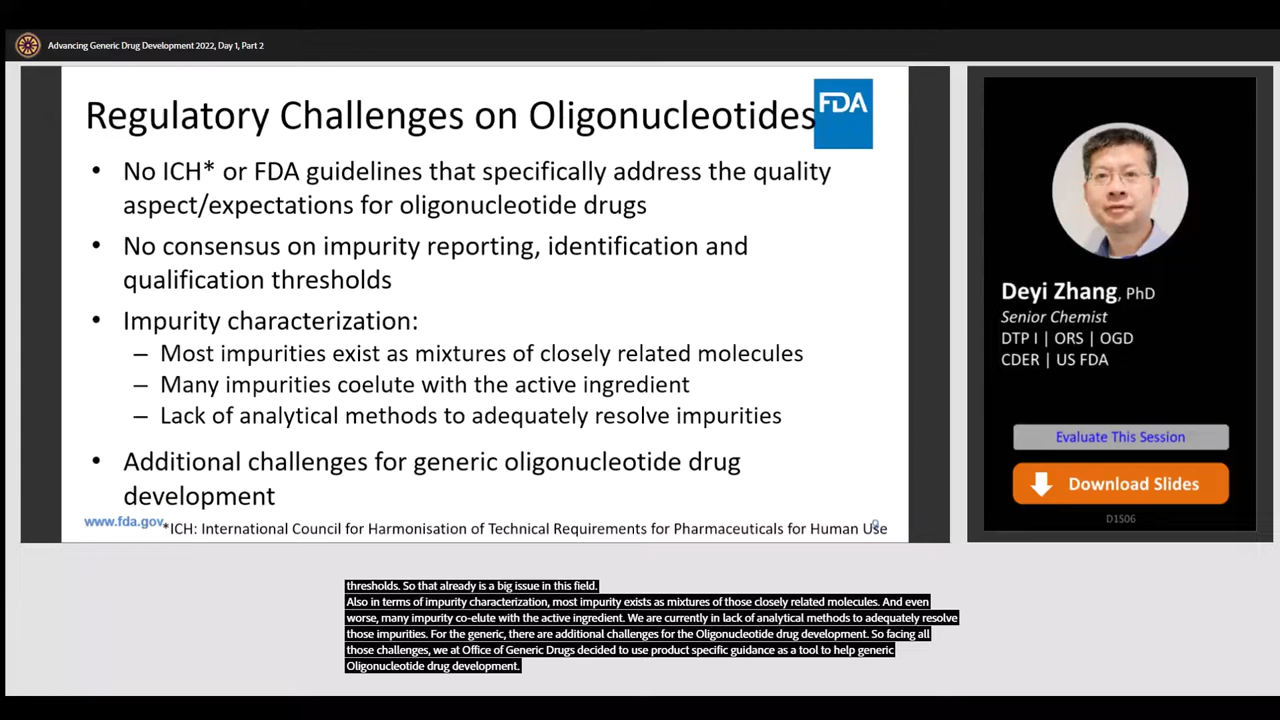 Advancing Generic Drug Development 2022, Day 1, Part 2
Regulatory Challenges on Oligonucleotides
FDA
• No ICH* or FDA guidelines that specifically address the quality
aspect/expectations for oligonucleotide drugs
• No consensus on impurity reporting, identification and
qualification thresholds
• Impurity characterization:
– Most impurities exist as mixtures of closely related molecules
– Many impurities coelute with the active ingredient
– Lack of analytical methods to adequately resolve impurities
• Additional challenges for generic oligonucleotide drug
development
www.fda.gov
*ICH: International Council for Harmonisation of Technical Requirements for Pharmaceuticals for Human Use
9
Deyi Zhang, PhD
Senior Chemist
DTP I | ORS | OGD
CDER | US FDA
Evaluate This Session
Download Slides
D1S06
thresholds. So that already is a big issue in this field.
Also in terms of impurity characterization, most impurity exists as mixtures of those closely related molecules. And even
worse, many impurity co-elute with the active ingredient. We are currently in lack of analytical methods to adequately resolve
those impurities. For the generic, there are additional challenges for the Oligonucleotide drug development. So facing all
those challenges, we at Office of Generic Drugs decided to use product specific guidance as a tool to help generic
Oligonucleotide drug development.